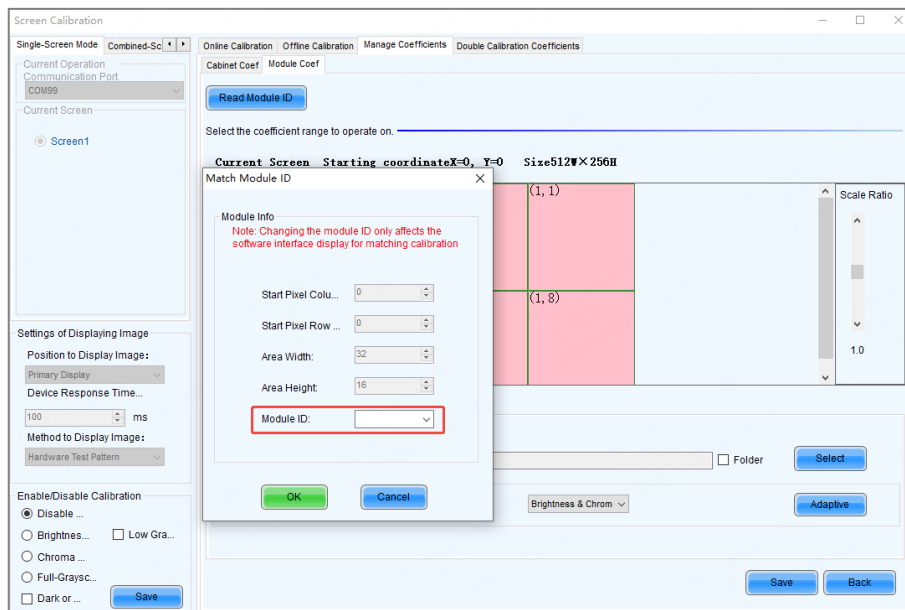 Screen Calibration
Single-Screen Mode
Combined-Sc
Current Operation
Communication Port
COM99
Current Screen
Screen1
Settings of Displaying Image
Position to Display Image:
Primary Display
Device Response Time...
100 ms
Method to Display Image:
Hardware Test Pattern
Enable/Disable Calibration
Disable ...
Brightnes... Low Gra...
Chroma ...
Full-Graysc...
Dark or ... Save
Online Calibration Offline Calibration Manage Coefficients Double Calibration Coefficients
Cabinet Coef Module Coef
Read Module ID
Select the coefficient range to operate on.
Current Screen Starting coordinateX=0, Y=0 Size512W×256H
(1, 1)
(1, 8)
Scale Ratio
1.0
Match Module ID
Module Info
Note: Changing the module ID only affects the
software interface display for matching calibration
Start Pixel Colu... 0
Start Pixel Row ... 0
Area Width: 32
Area Height: 16
Module ID:
OK Cancel
Folder Select
Brightness & Chrom Adaptive
Save Back